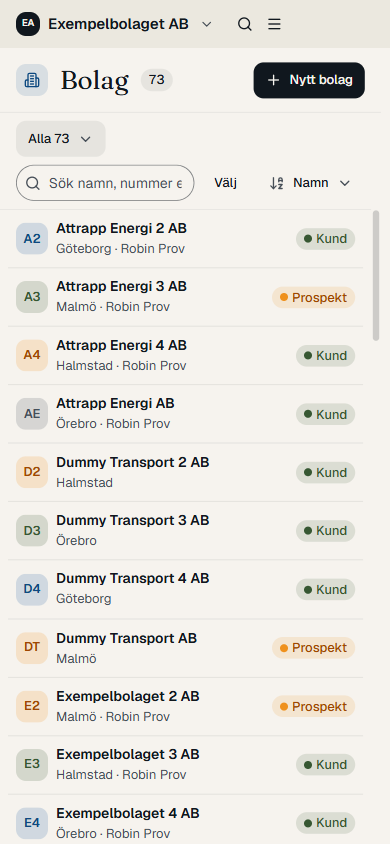 EA Exempelbolaget AB
Bolag 73
Nytt bolag
Alla 73
Sök namn, nummer e
Välj
Namn
A2 Attrapp Energi 2 AB
Göteborg · Robin Prov
Kund
A3 Attrapp Energi 3 AB
Malmö · Robin Prov
Prospekt
A4 Attrapp Energi 4 AB
Halmstad · Robin Prov
Kund
AE Attrapp Energi AB
Örebro · Robin Prov
Kund
D2 Dummy Transport 2 AB
Halmstad
Kund
D3 Dummy Transport 3 AB
Örebro
Kund
D4 Dummy Transport 4 AB
Göteborg
Kund
DT Dummy Transport AB
Malmö
Prospekt
E2 Exempelbolaget 2 AB
Malmö · Robin Prov
Prospekt
E3 Exempelbolaget 3 AB
Halmstad · Robin Prov
Kund
E4 Exempelbolaget 4 AB
Örebro · Robin Prov
Kund